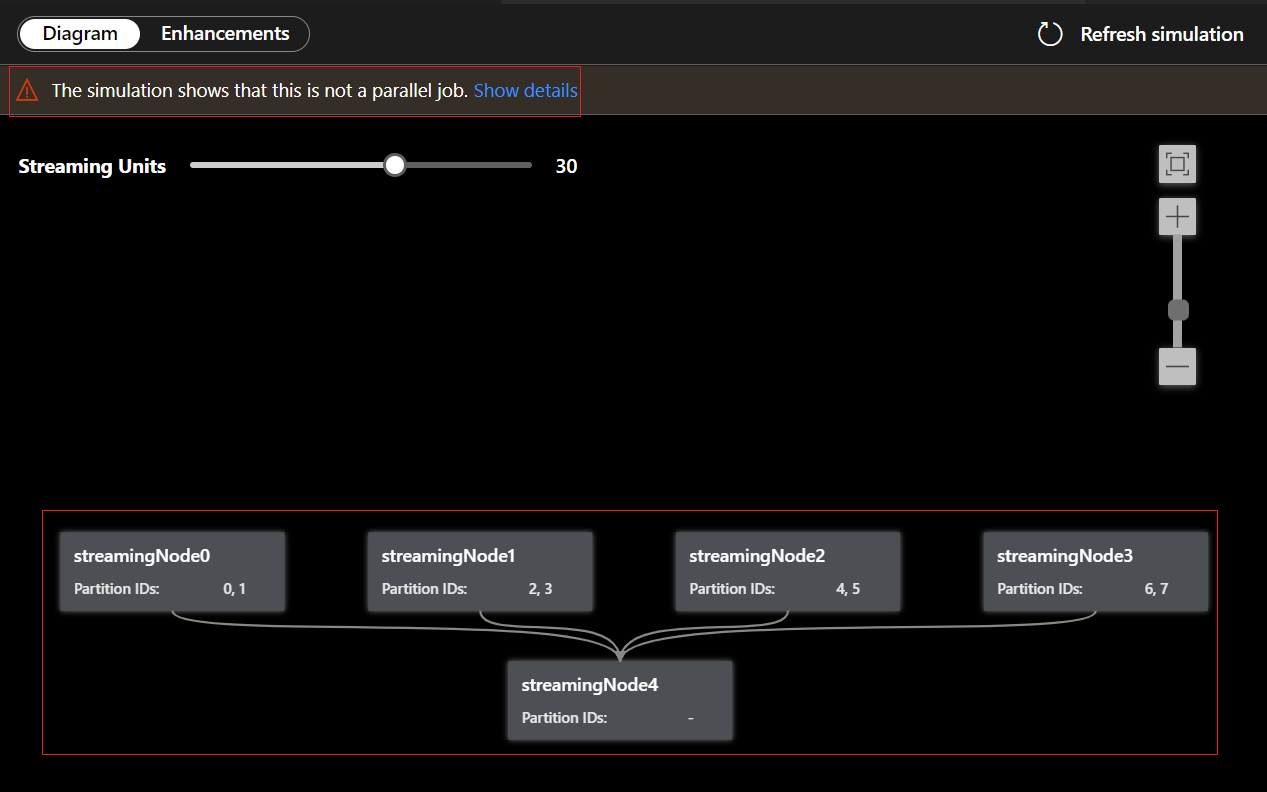 Diagram Enhancements Refresh simulation
The simulation shows that this is not a parallel job. Show details
Streaming Units 30
streamingNode0 streamingNode1 streamingNode2 streamingNode3
Partition IDs: 0, 1 Partition IDs: 2, 3 Partition IDs: 4, 5 Partition IDs: 6, 7
streamingNode4
Partition IDs: -